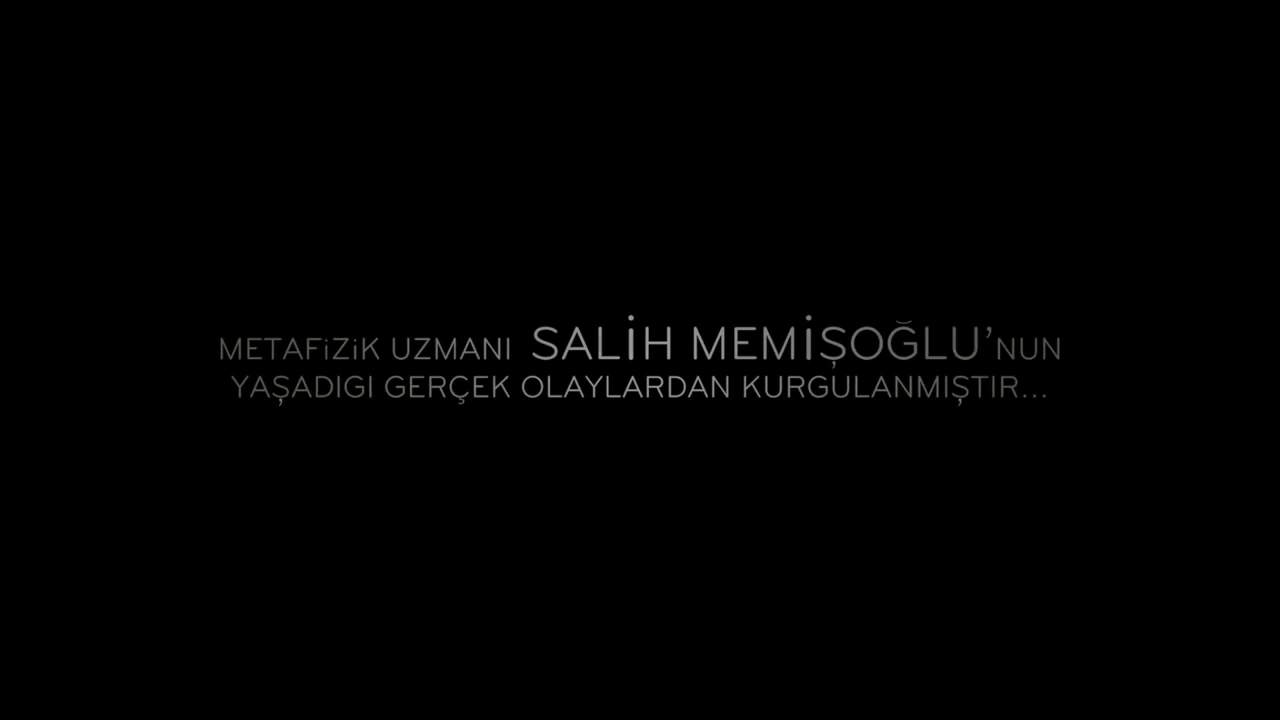 METAFİZİK UZMANI SALİH MEMİŞOĞLU’NUN
YAŞADIGI GERÇEK OLAYLARDAN KURGULANMIŞTIR...